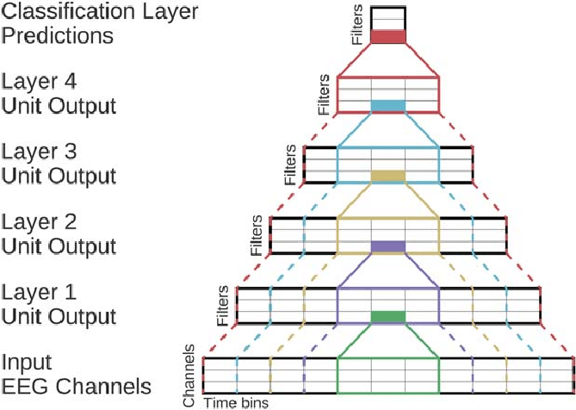 Classification Layer
Predictions
Filters
Layer 4
Unit Output
Filters
Layer 3
Unit Output
Filters
Layer 2
Unit Output
Filters
Layer 1
Unit Output
Filters
Input
EEG Channels
Channels
Time bins